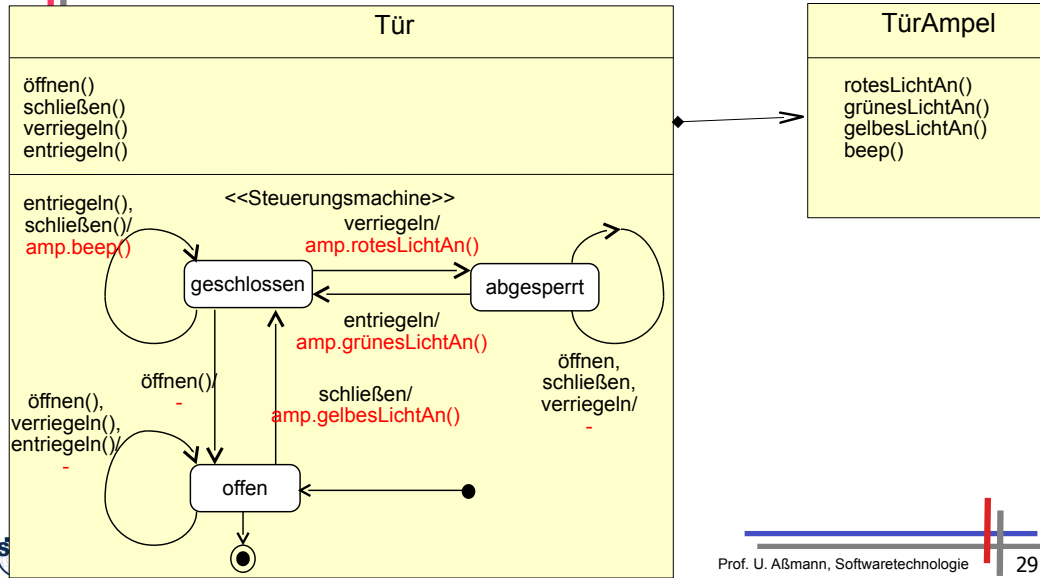 Tür
öffnen()
schließen()
verriegeln()
entriegeln()
TürAmpel
rotesLichtAn()
grünesLichtAn()
gelbesLichtAn()
beep()
<<Steuerungsmachine>>
entriegeln(),
schließen()/
amp.beep()
verriegeln/
amp.rotesLichtAn()
geschlossen
abgesperrt
entriegeln/
amp.grünesLichtAn()
öffnen,
schließen,
verriegeln/
-
öffnen()/
-
schließen/
amp.gelbesLichtAn()
öffnen(),
verriegeln(),
entriegeln()/
-
offen
Prof. U. Aßmann, Softwaretechnologie
29